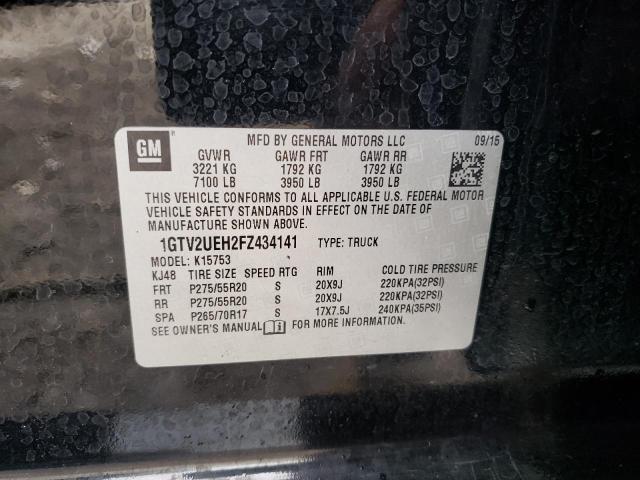 GM
MFD BY GENERAL MOTORS LLC 09/15
GVWR GAWR FRT GAWR RR
3221 KG 1792 KG 1792 KG
7100 LB 3950 LB 3950 LB
THIS VEHICLE CONFORMS TO ALL APPLICABLE U.S. FEDERAL MOTOR
VEHICLE SAFETY STANDARDS IN EFFECT ON THE DATE OF
MANUFACTURE SHOWN ABOVE.
1GTV2UEH2FZ434141 TYPE: TRUCK
MODEL: K15753
KJ48 TIRE SIZE SPEED RTG RIM COLD TIRE PRESSURE
FRT P275/55R20 S 20X9J 220KPA(32PSI)
RR P275/55R20 S 20X9J 220KPA(32PSI)
SPA P265/70R17 S 17X7.5J 240KPA(35PSI)
SEE OWNER'S MANUAL FOR MORE INFORMATION